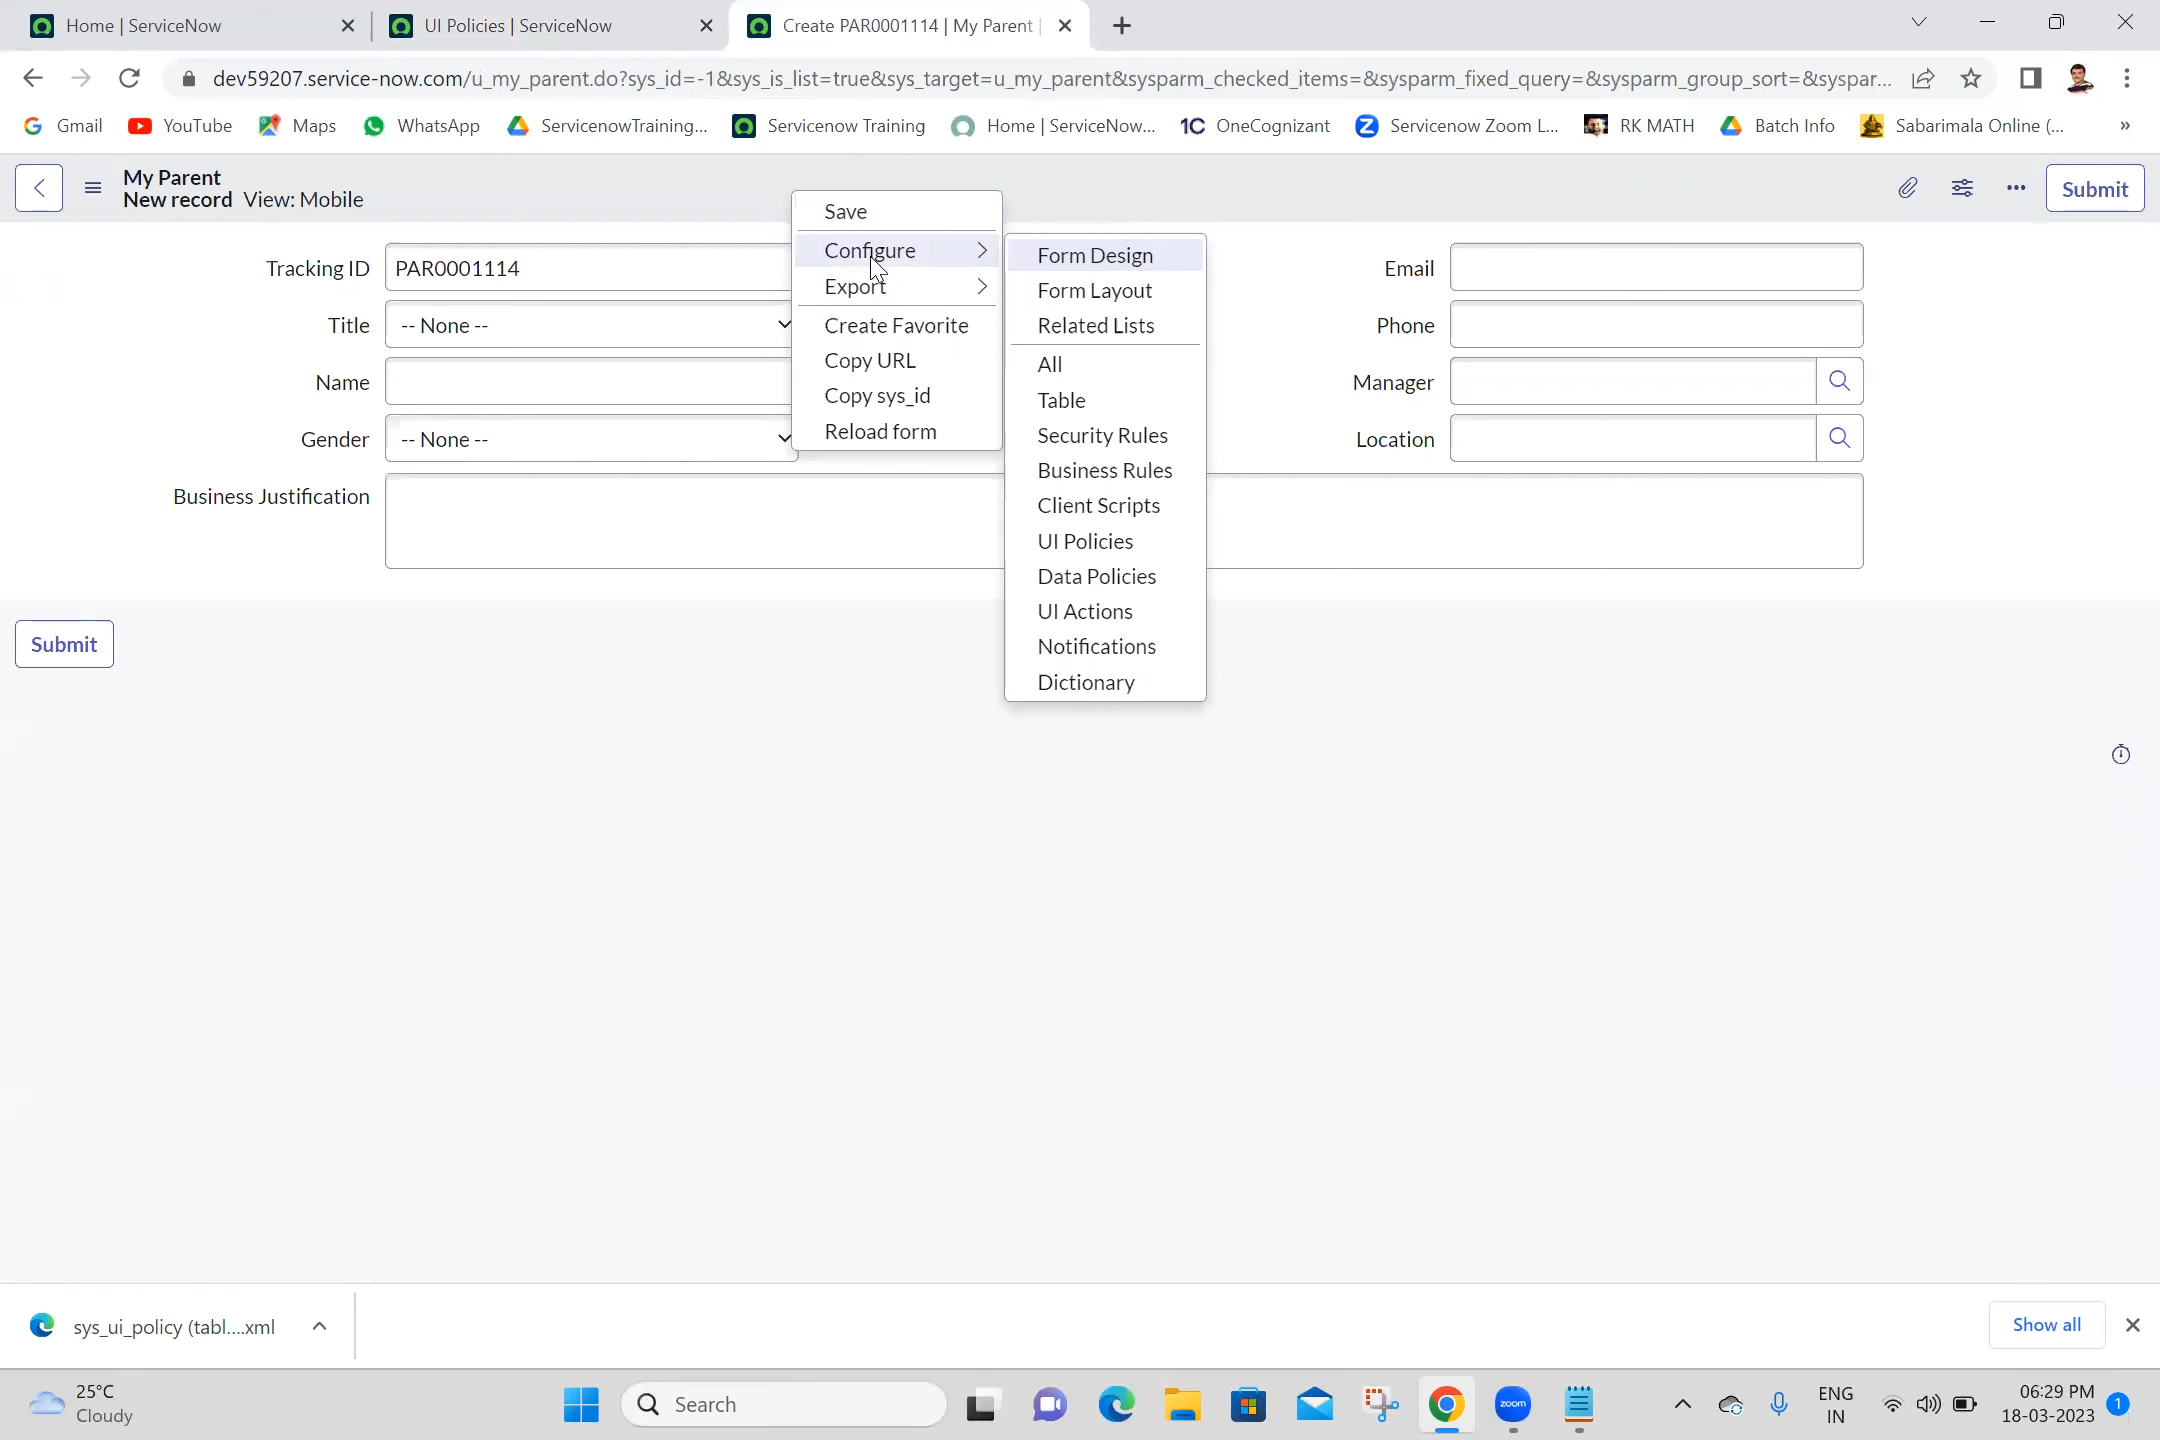 Home | ServiceNow
UI Policies | ServiceNow
Create PAR0001114 | My Parent |
dev59207.service-now.com/u_my_parent.do?sys_id=-1&sys_is_list=true&sys_target=u_my_parent&sysparm_checked_items=&sysparm_fixed_query=&sysparm_group_sort=&syspar...
Gmail
YouTube
Maps
WhatsApp
ServicenowTraining...
Servicenow Training
Home | ServiceNow...
1C OneCognizant
Servicenow Zoom L...
RK MATH
Batch Info
Sabarimala Online (...
»
My Parent
New record View: Mobile
Submit
Tracking ID
PAR0001114
Title
-- None --
Name
Gender
-- None --
Business Justification
Email
Phone
Manager
Location
Save
Configure
Export
Create Favorite
Copy URL
Copy sys_id
Reload form
Form Design
Form Layout
Related Lists
All
Table
Security Rules
Business Rules
Client Scripts
UI Policies
Data Policies
UI Actions
Notifications
Dictionary
Submit
sys_ui_policy (tabl....xml
Show all
25°C
Cloudy
Search
zoom
ENG
IN
06:29 PM
18-03-2023
1